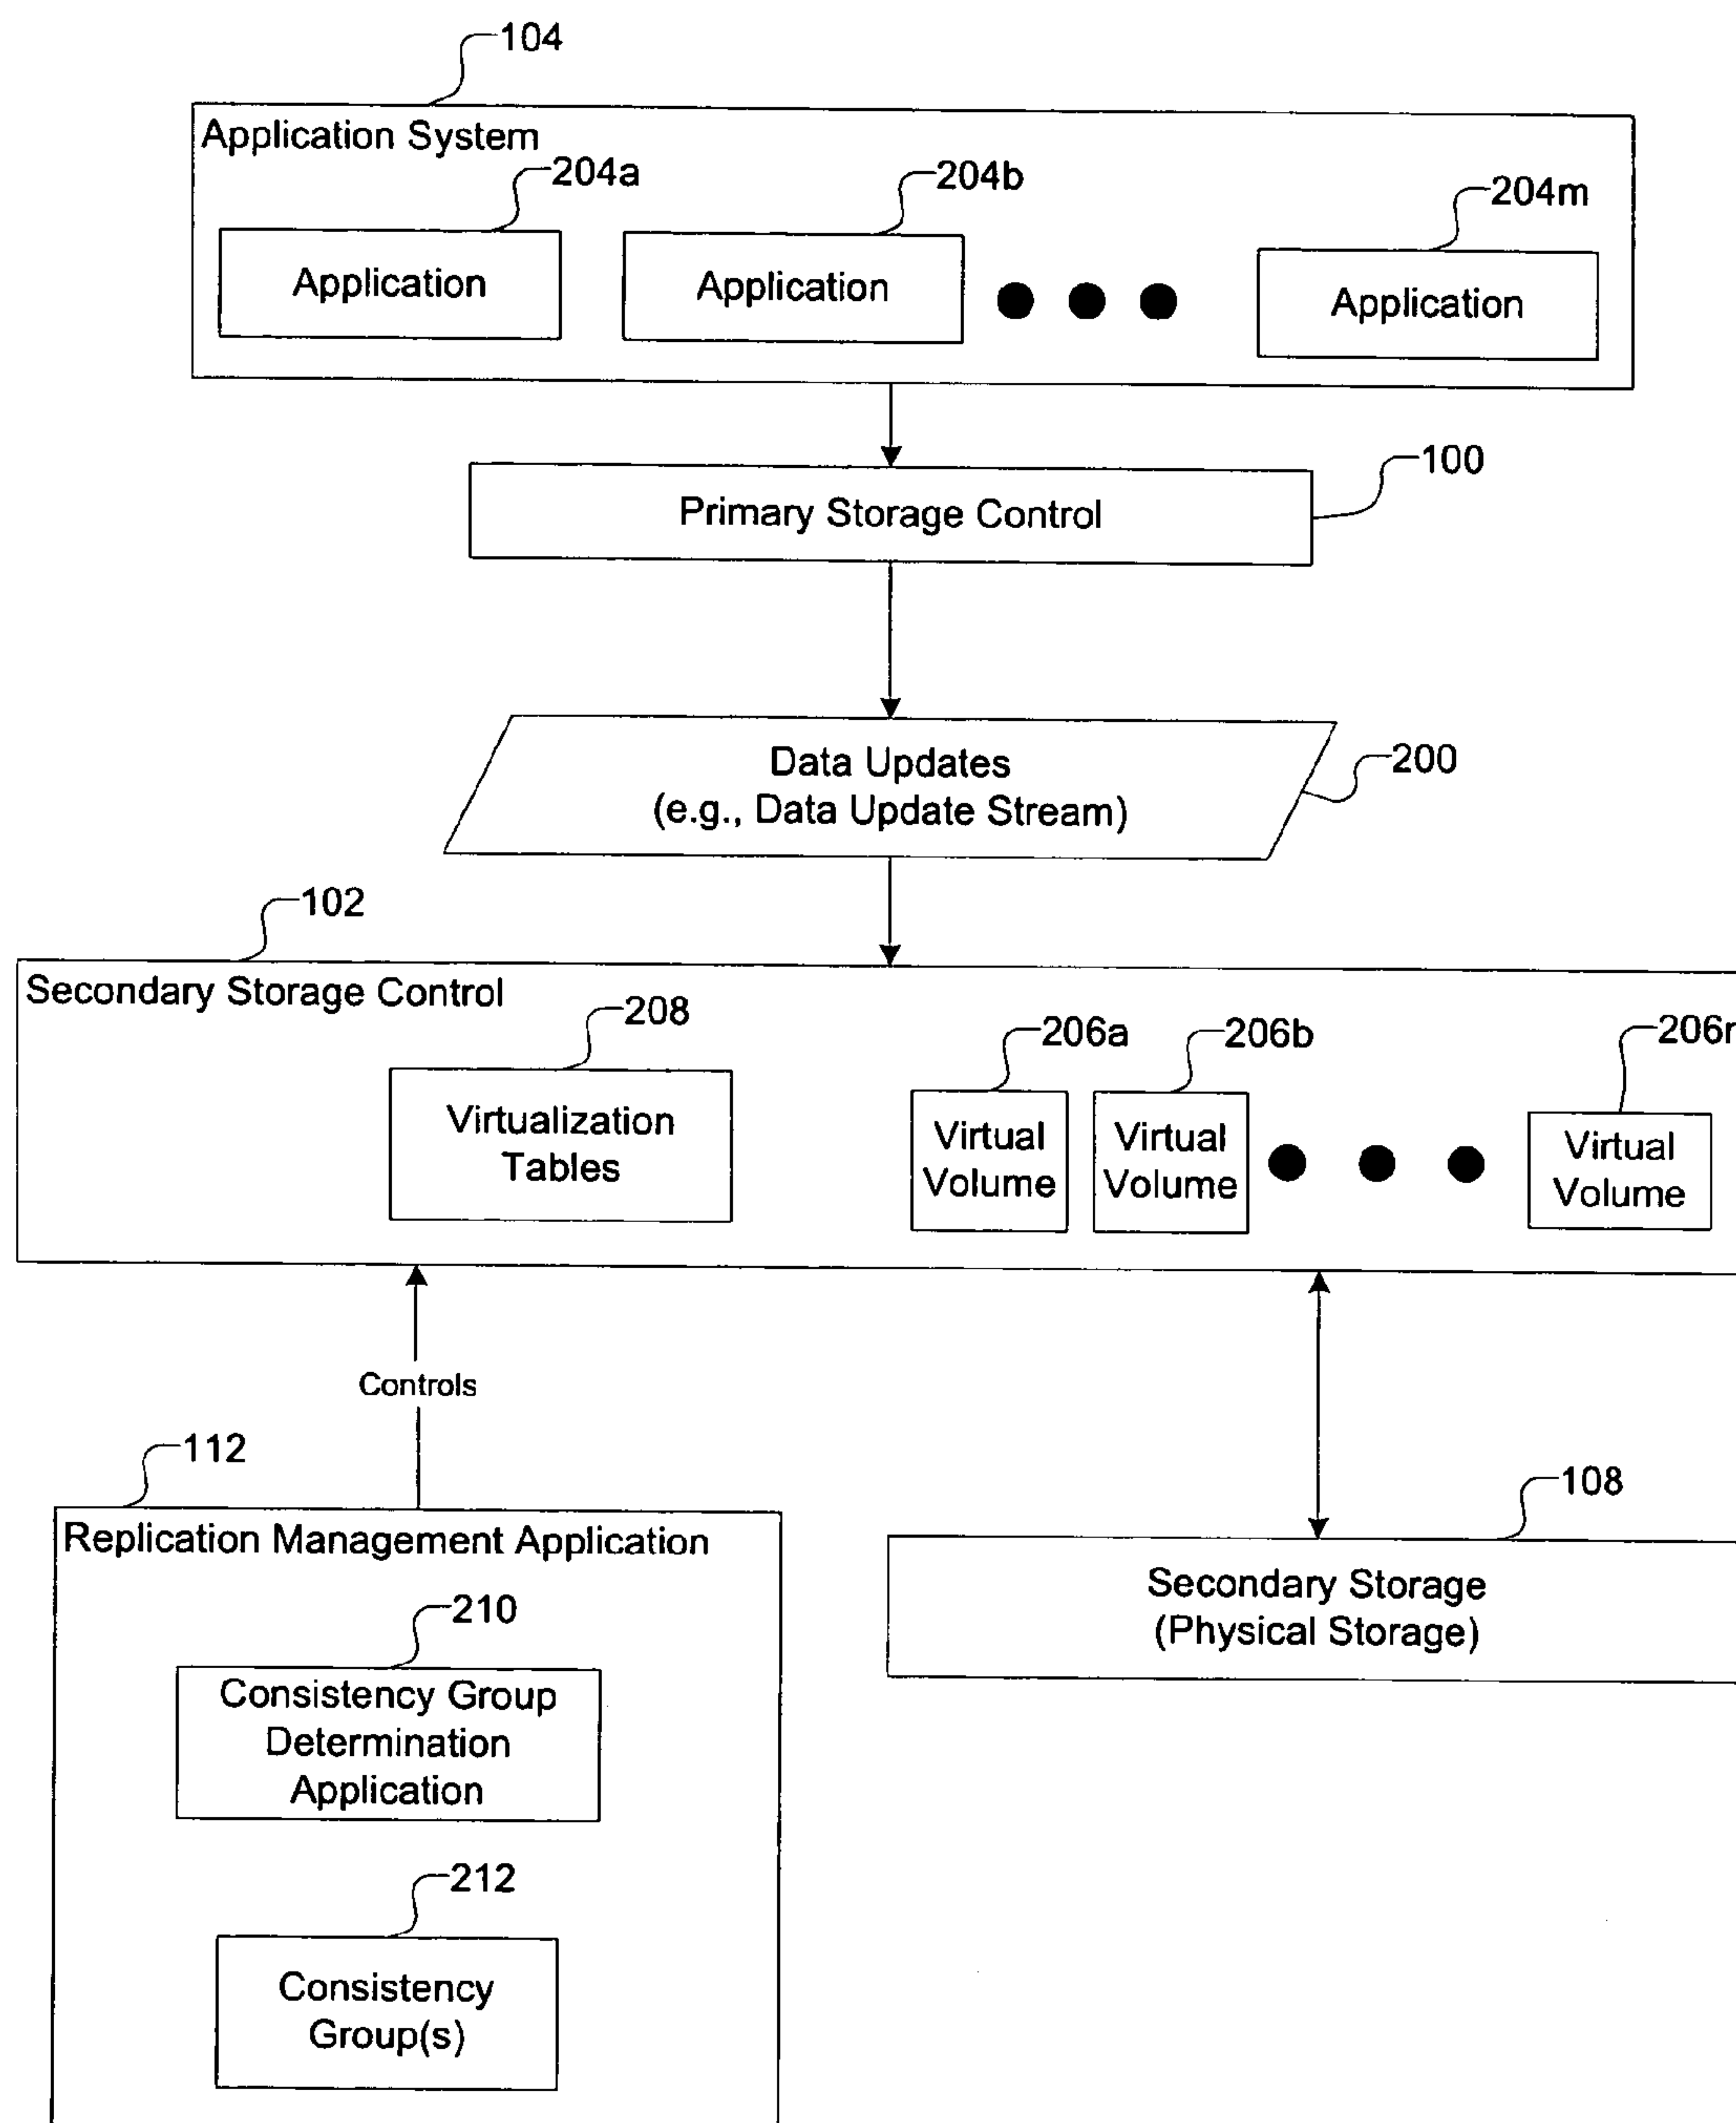 104
Application System
204a
204b
204m
Application
Application
Application
100
Primary Storage Control
Data Updates
(e.g., Data Update Stream)
200
102
Secondary Storage Control
208
206a
206b
Virtualization
Tables
Virtual
Volume
Virtual
Volume
Virtual
Volume
Controls
112
108
Replication Management Application
Secondary Storage
(Physical Storage)
210
Consistency Group
Determination
Application
212
Consistency
Group(s)